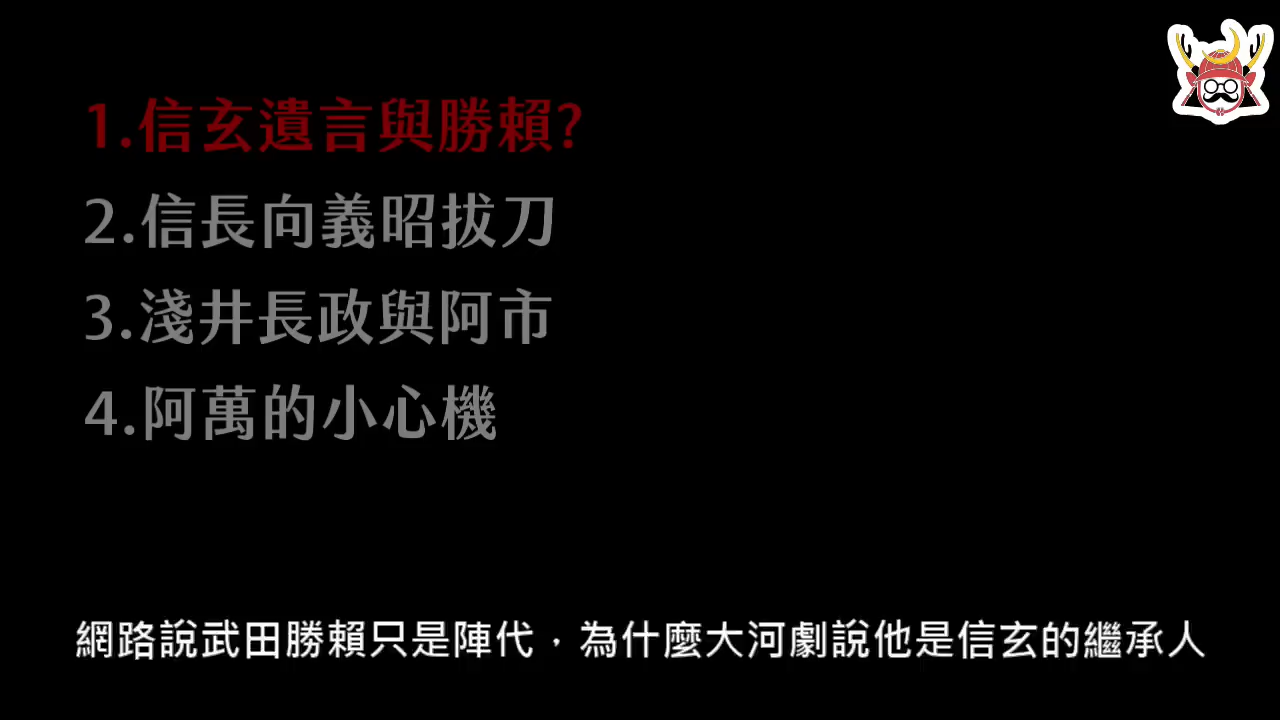 1.信玄遺言與勝賴?
2.信長向義昭拔刀
3.淺井長政與阿市
4.阿萬的小心機
網路說武田勝賴只是陣代，為什麼大河劇說他是信玄的繼承人